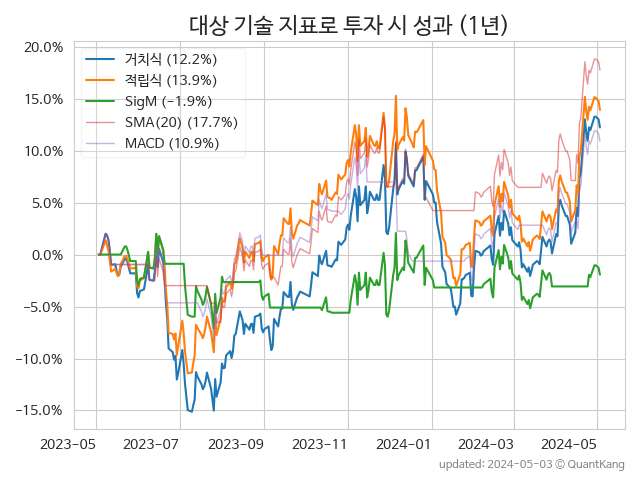 대상 기술 지표로 투자 시 성과 (1년)
20.0%
15.0%
10.0%
5.0%
0.0%
−5.0%
−10.0%
−15.0%
거치식 (12.2%)
적립식 (13.9%)
SigM (−1.9%)
SMA(20) (17.7%)
MACD (10.9%)
2023-05 2023-07 2023-09 2023-11 2024-01 2024-03 2024-05
updated: 2024-05-03 © QuantKang